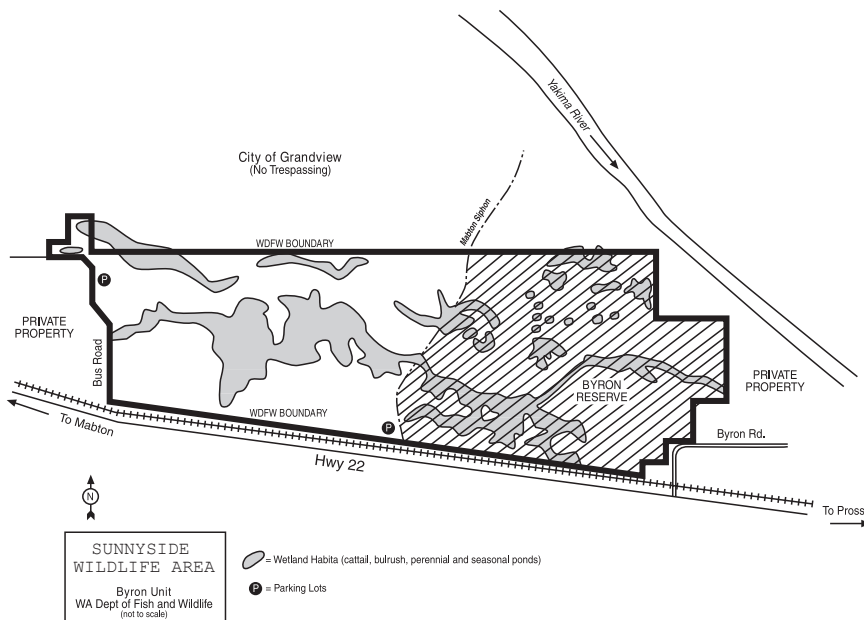 Yakima River
City of Grandview
(No Trespassing)
Mabton Siphon
WDFW BOUNDARY
P
PRIVATE
PROPERTY
Bus Road
BYRON
RESERVE
PRIVATE
PROPERTY
WDFW BOUNDARY
P
To Mabton
Hwy 22
Byron Rd.
N
To Pross
SUNNYSIDE
WILDLIFE AREA
Byron Unit
WA Dept of Fish and Wildlife
(not to scale)
= Wetland Habita (cattail, bulrush, perennial and seasonal ponds)
P = Parking Lots